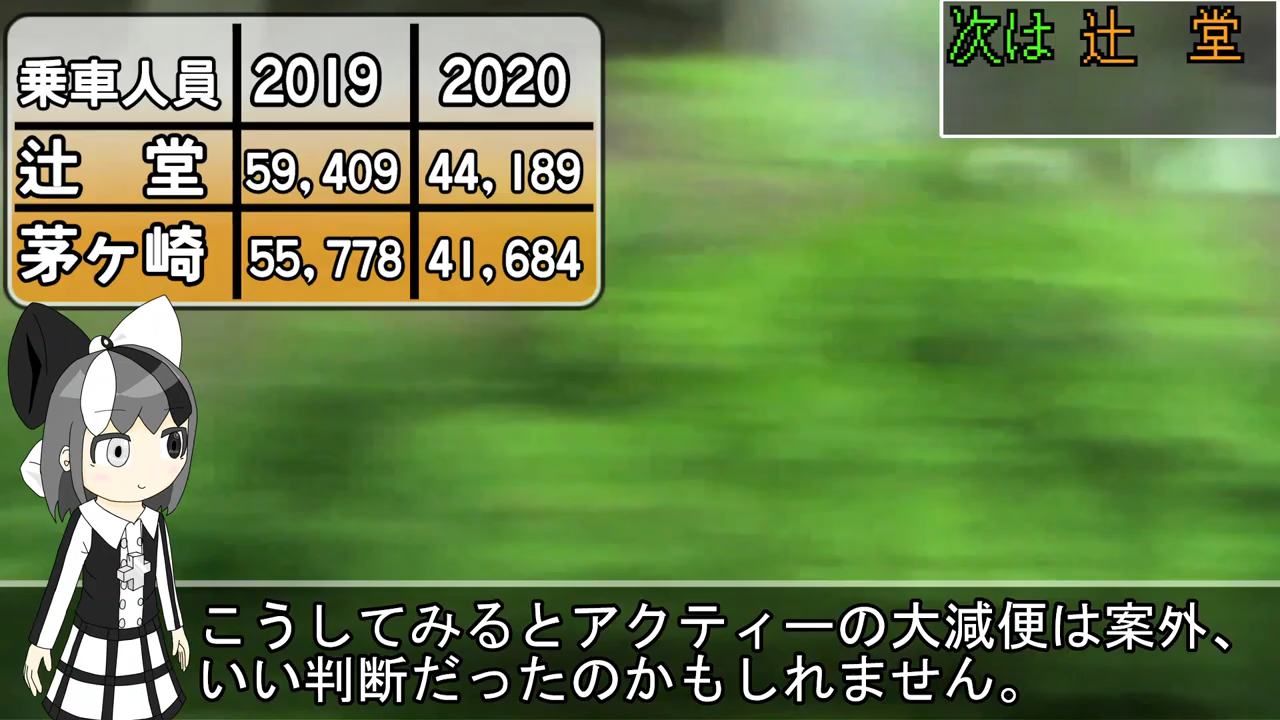 乗車人員 2019 2020
辻　堂 59,409 44,189
茅ヶ崎 55,778 41,684
次は 辻　堂
こうしてみるとアクティーの大減便は案外、
いい判断だったのかもしれません。